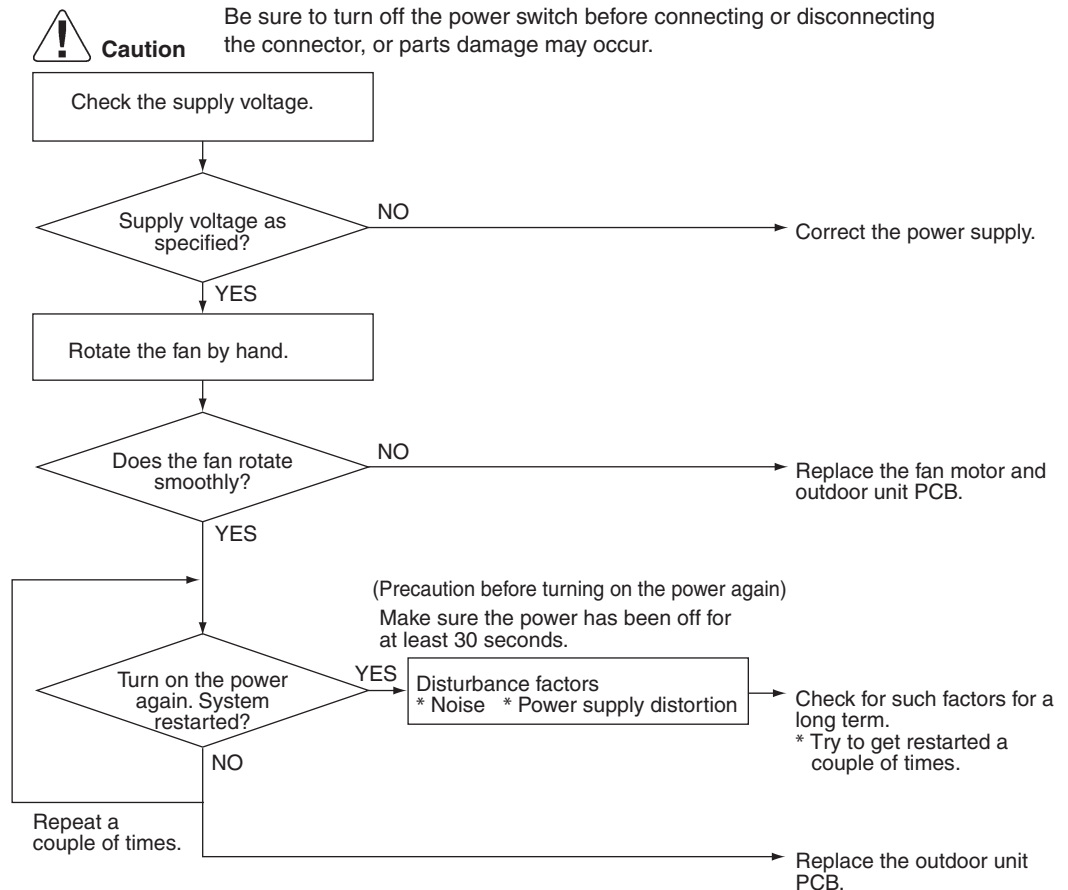 Be sure to turn off the power switch before connecting or disconnecting
the connector, or parts damage may occur.
Caution
Check the supply voltage.
Supply voltage as
specified?
NO
Correct the power supply.
YES
Rotate the fan by hand.
Does the fan rotate
smoothly?
NO
Replace the fan motor and
outdoor unit PCB.
YES
(Precaution before turning on the power again)
Make sure the power has been off for
at least 30 seconds.
Turn on the power
again. System
restarted?
YES
Disturbance factors
* Noise * Power supply distortion
Check for such factors for a
long term.
* Try to get restarted a
couple of times.
NO
Repeat a
couple of times.
Replace the outdoor unit
PCB.